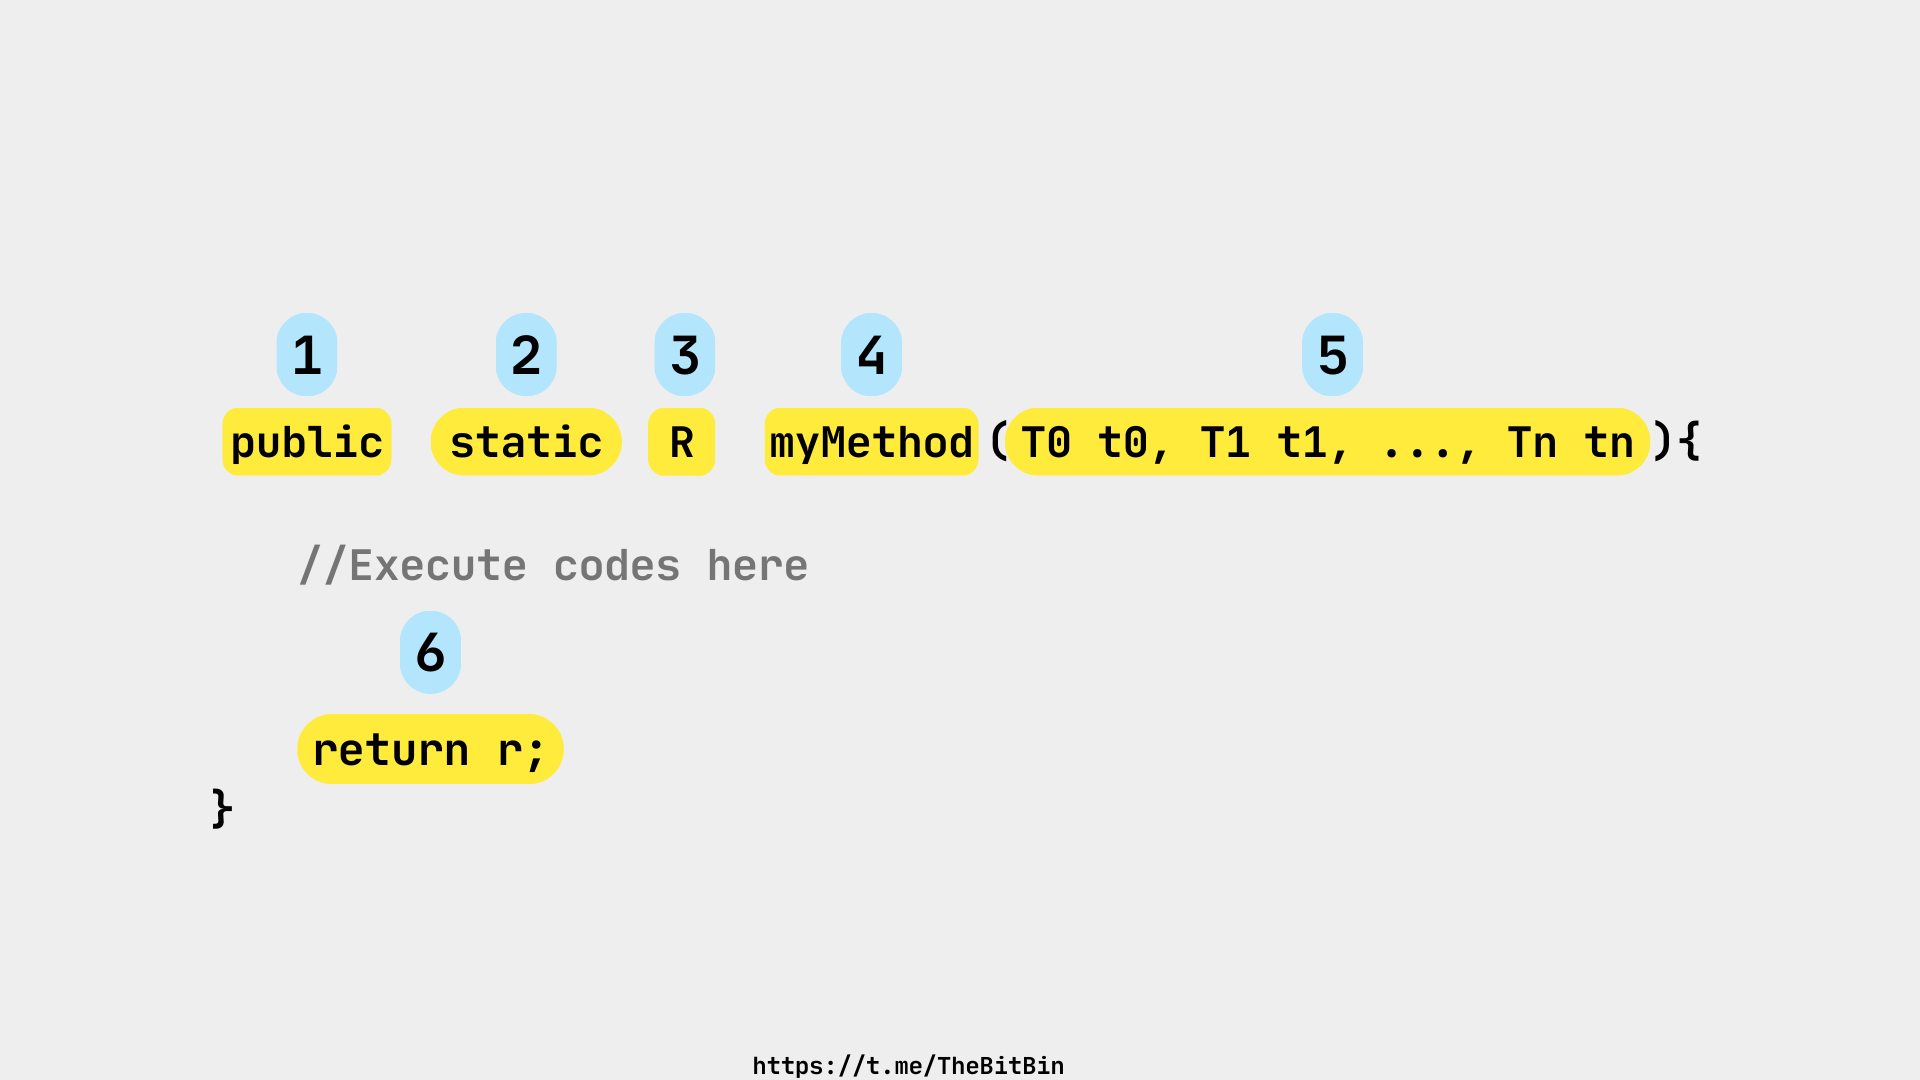 1 2 3 4 5
public static R myMethod (T0 t0, T1 t1, ..., Tn tn){
//Execute codes here
6
return r;
}
https://t.me/TheBitBin